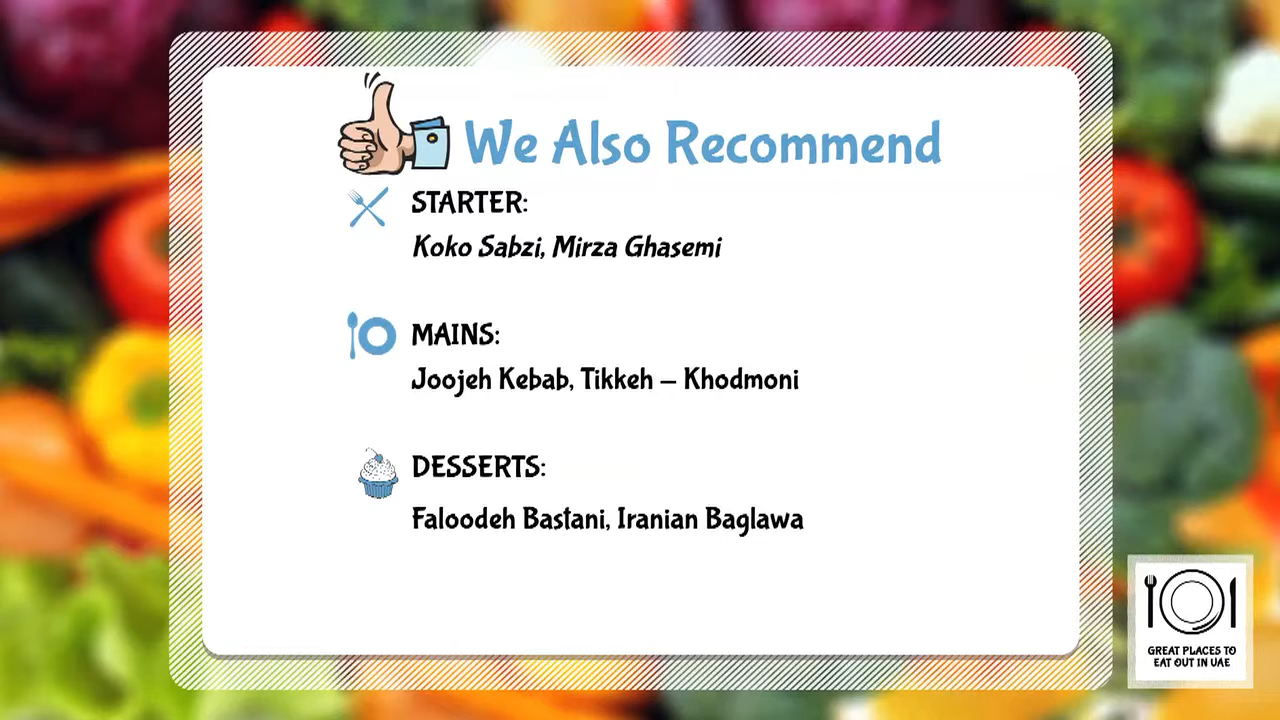 We Also Recommend
STARTER:
Koko Sabzi, Mirza Ghasemi
MAINS:
Joojeh Kebab, Tikkeh – Khodmoni
DESSERTS:
Faloodeh Bastani, Iranian Baglawa
GREAT PLACES TO
EAT OUT IN UAE